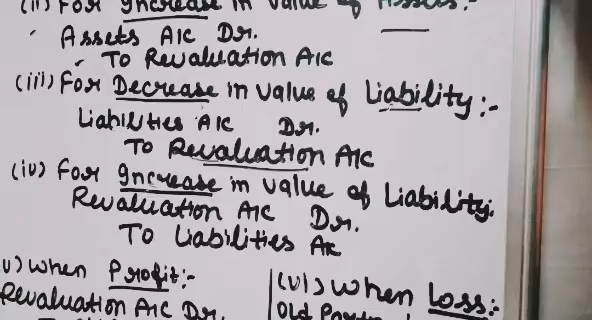 (ii) For Increase in value of Assets:-
Assets A/c Dr.
To Revaluation A/c
(iii) For Decrease in value of Liability:-
Liabilities A/c Dr.
To Revaluation A/c
(iv) For Increase in value of Liability:
Revaluation A/c Dr.
To Liabilities A/c
v) When Profit:-
Revaluation A/c Dr.
(vi) When Loss:-
Old